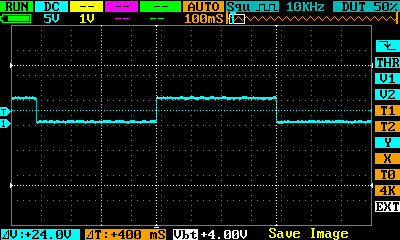 RUN DC -- -- -- AUTO Squ 10KHz DUT 50%
5V 1V -- -- 100mS
THR
V1
V2
T T1
1 T2
Y
X
T0
4K
EXT
ΔV:+24.0V ΔT:+400 mS Vbt +4.00V Save Image